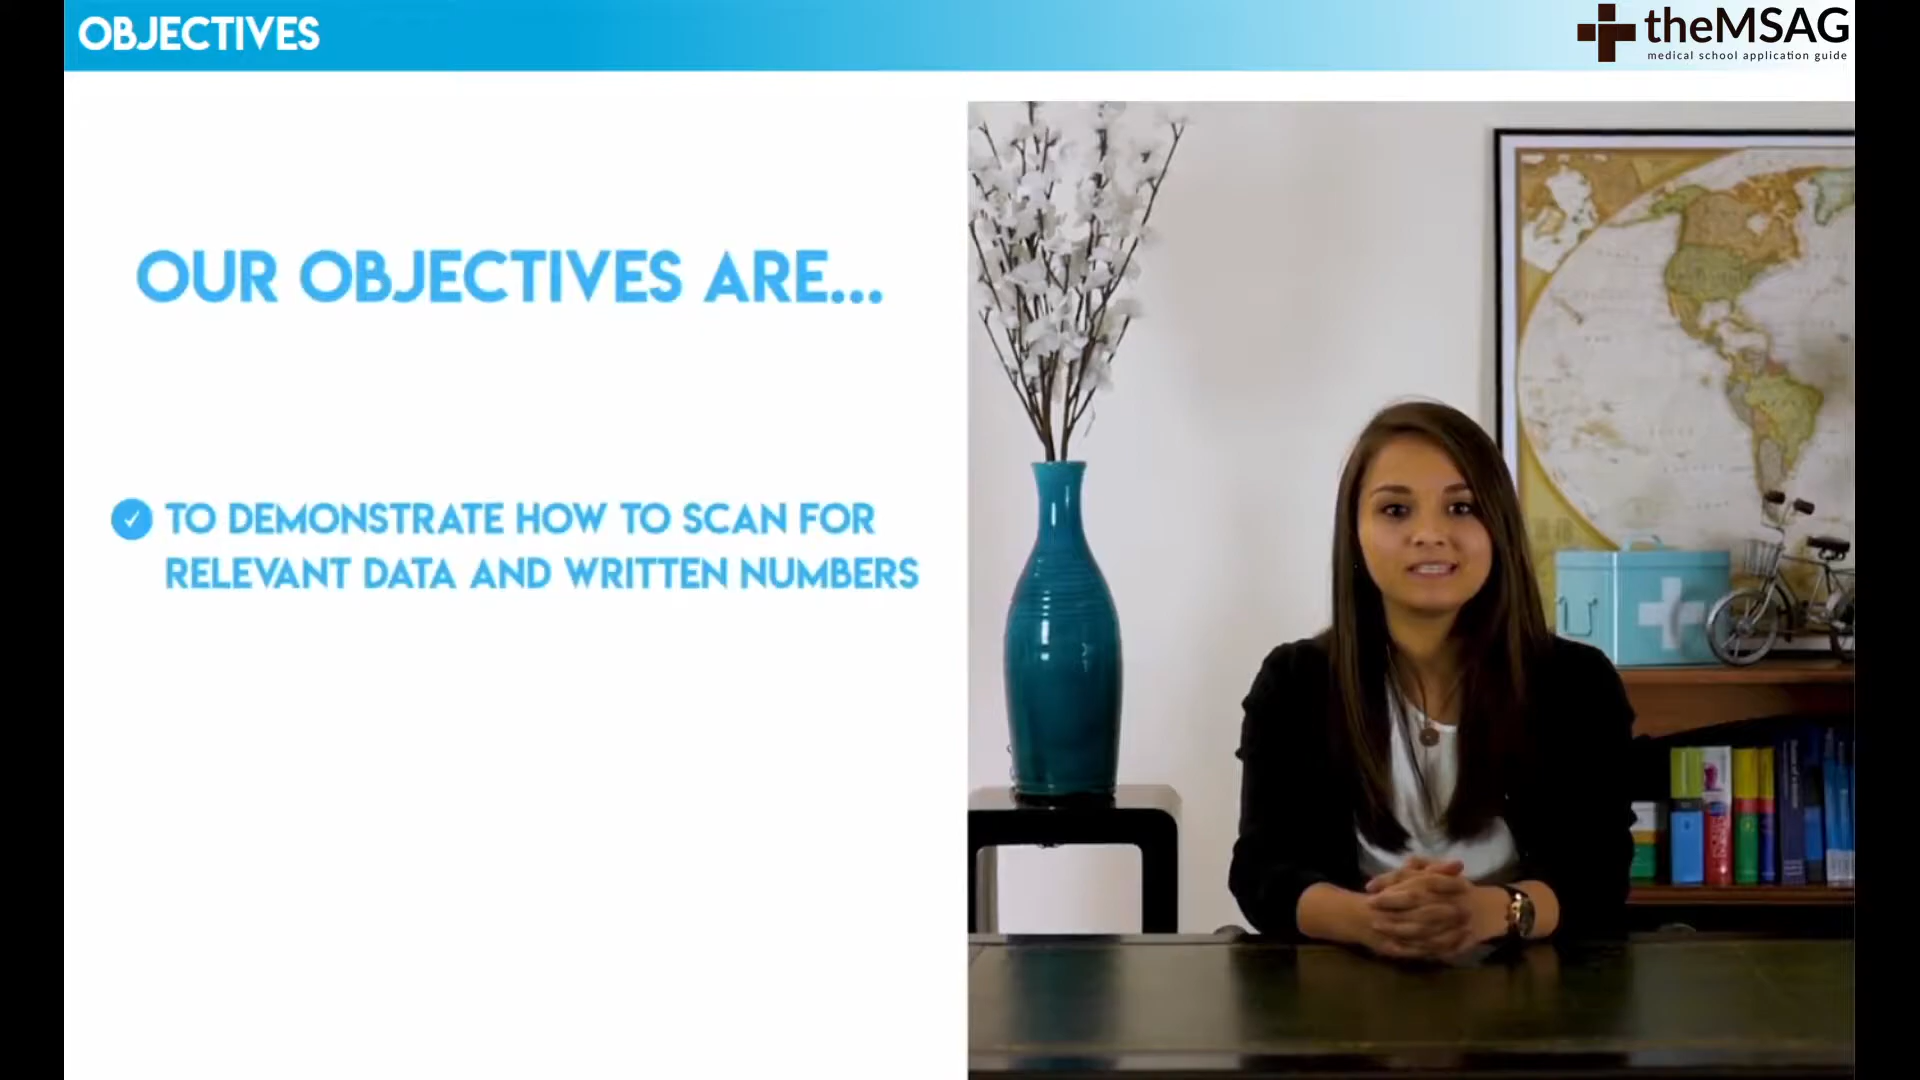 OBJECTIVES
theMSAG
medical school application guide
OUR OBJECTIVES ARE...
TO DEMONSTRATE HOW TO SCAN FOR
RELEVANT DATA AND WRITTEN NUMBERS